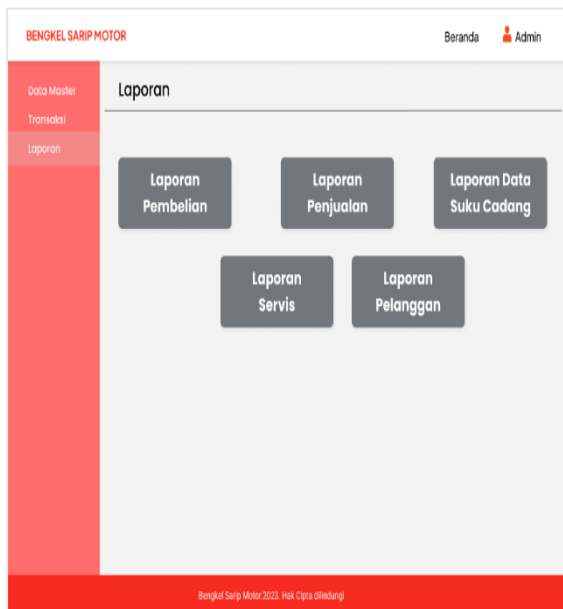 BENGKEL SARIP MOTOR
Beranda
Admin
Data Master
Transaksi
Laporan
Laporan
Laporan
Pembelian
Laporan
Penjualan
Laporan Data
Suku Cadang
Laporan
Servis
Laporan
Pelanggan
Bengkel Sarip Motor.2023. Hak Cipta dilindungi